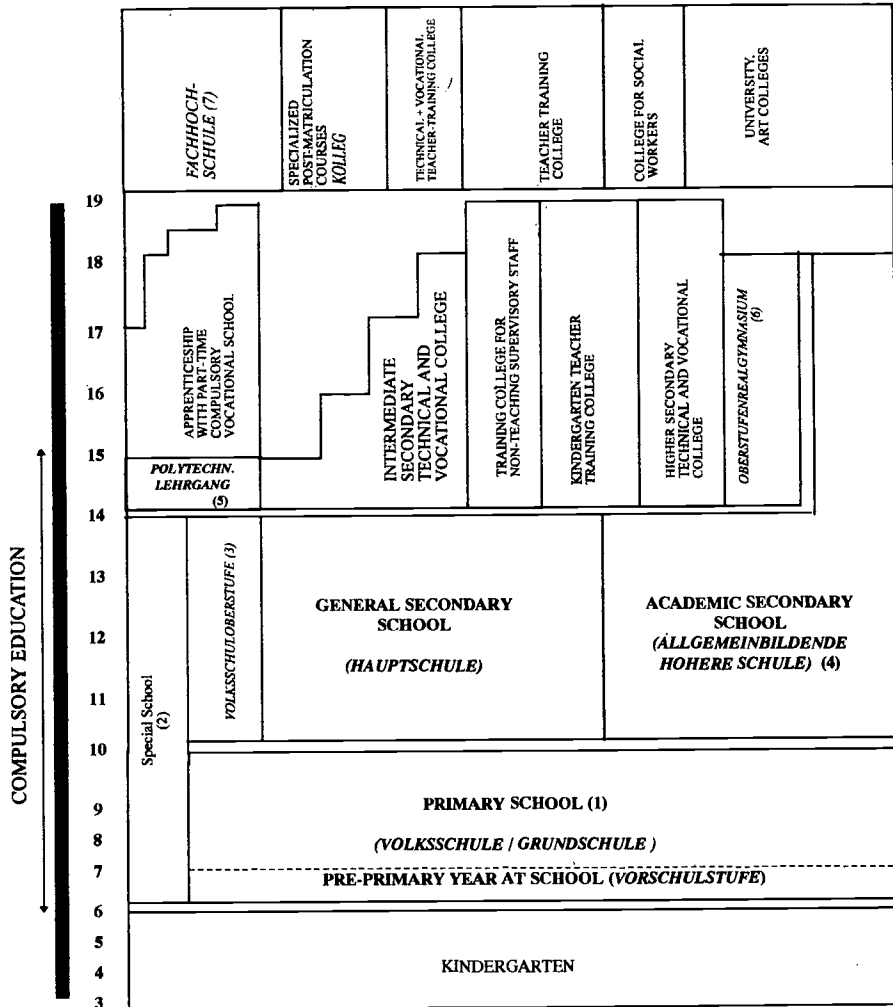 FACHHOCH-
SCHULE (7)
SPECIALIZED
POST-MATRICULATION
COURSES
KOLLEG
TECHNICAL + VOCATIONAL
TEACHER-TRAINING COLLEGE
TEACHER TRAINING
COLLEGE
COLLEGE FOR SOCIAL
WORKERS
UNIVERSITY,
ART COLLEGES
19
18
17
16
15
14
13
12
11
10
9
8
7
6
5
4
3
COMPULSORY EDUCATION
APPRENTICESHIP
WITH PART-TIME
COMPULSORY
VOCATIONAL SCHOOL
POLYTECHN.
LEHRGANG
(5)
INTERMEDIATE
SECONDARY
TECHNICAL AND
VOCATIONAL COLLEGE
TRAINING COLLEGE FOR
NON-TEACHING SUPERVISORY STAFF
KINDERGARTEN TEACHER
TRAINING COLLEGE
HIGHER SECONDARY
TECHNICAL AND VOCATIONAL
COLLEGE
OBERSTUFENREALGYMNASIUM
(6)
Special School
(2)
VOLKSSCHULOBERSTUFE (3)
GENERAL SECONDARY
SCHOOL
(HAUPTSCHULE)
ACADEMIC SECONDARY
SCHOOL
(ALLGEMEINBILDENDE
HOHERE SCHULE) (4)
PRIMARY SCHOOL (1)
(VOLKSSCHULE / GRUNDSCHULE )
PRE-PRIMARY YEAR AT SCHOOL (VORSCHULSTUFE)
KINDERGARTEN